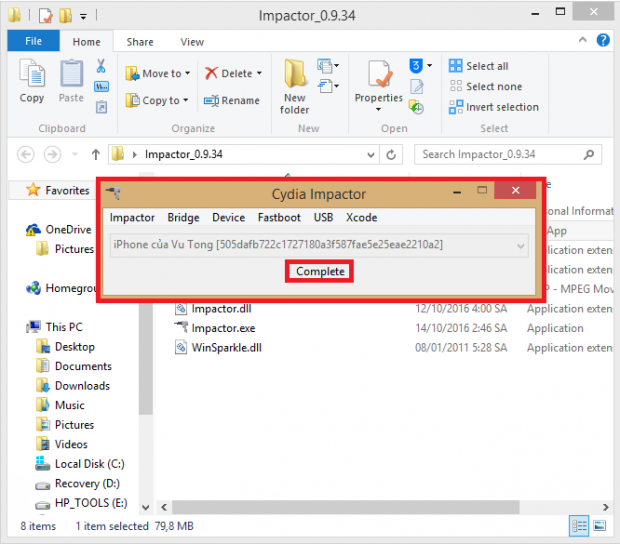 Impactor_0.9.34
File Home Share View
Copy Paste Move to Copy to Delete Rename New folder Properties Select all Select none Invert selection
Clipboard Organize New Open Select
Impactor_0.9.34 Search Impactor_0.9.34
Favorites
OneDrive
Pictures
Homegrou
This PC
Desktop
Documents
Downloads
Music
Pictures
Videos
Local Disk (C:)
Recovery (D:)
HP_TOOLS (E:)
Cydia Impactor
Impactor Bridge Device Fastboot USB Xcode
iPhone của Vu Tong [505dafb722c1727180a3f587fae5e25eae2210a2]
Complete
sonal Informat
App
Application exten
Application exten
P - MPEG Mov
Impactor.dll 12/10/2016 4:00 SA Application exten
Impactor.exe 14/10/2016 2:46 SA Application
WinSparkle.dll 08/01/2011 5:28 SA Application exten
8 items 1 item selected 79,8 MB